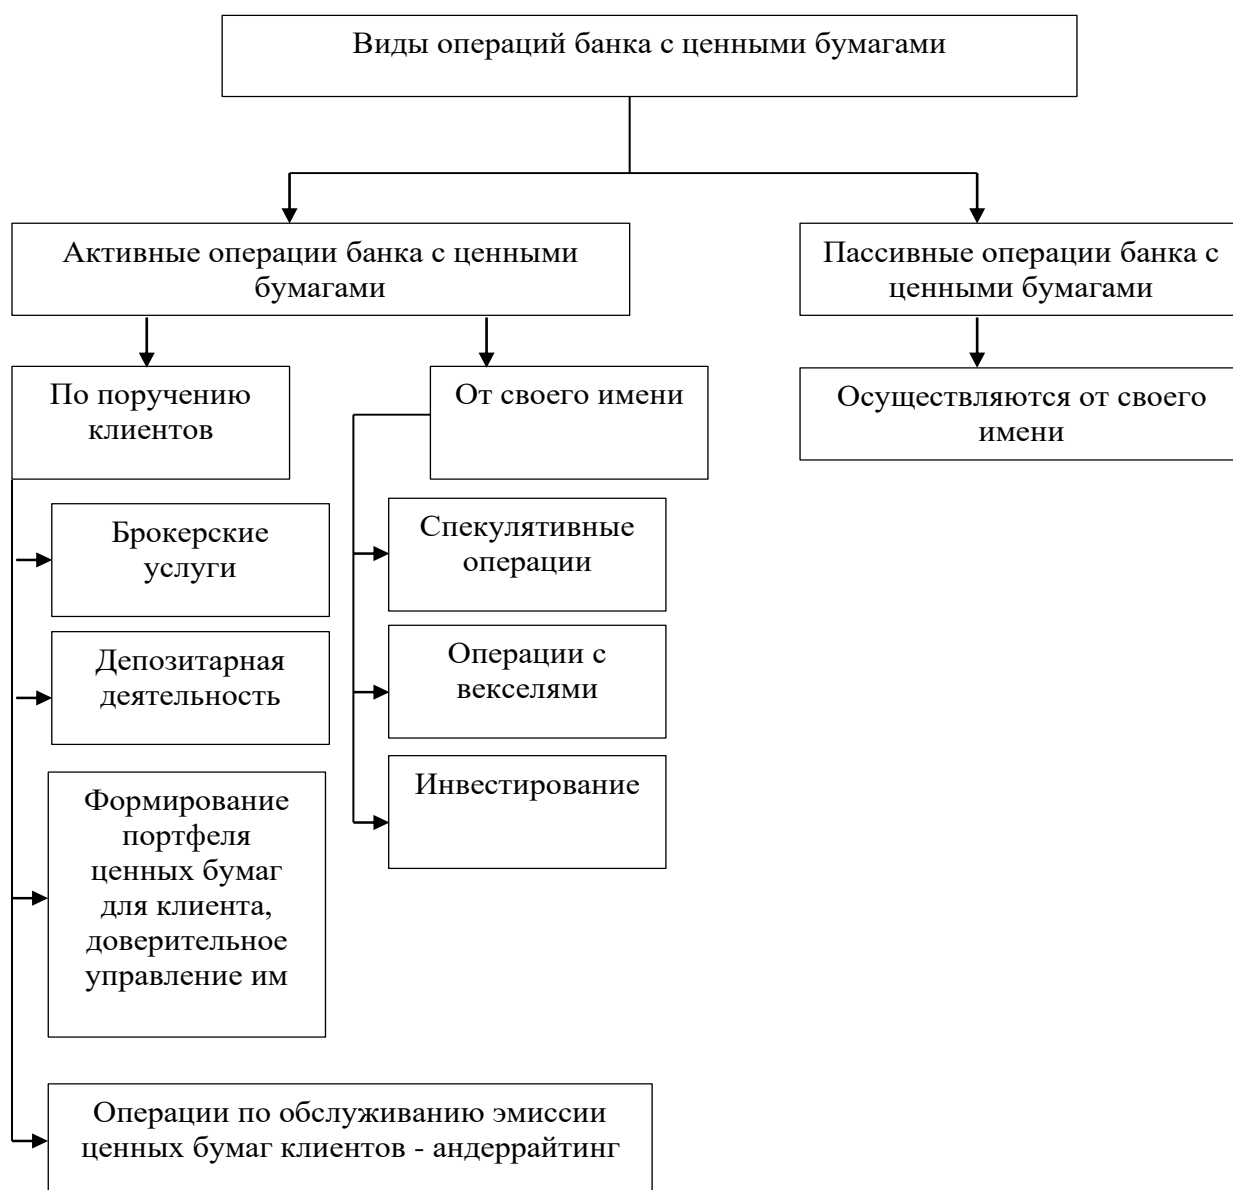 Виды операций банка с ценными бумагами
Активные операции банка с ценными
бумагами
Пассивные операции банка с
ценными бумагами
По поручению
клиентов
От своего имени
Осуществляются от своего
имени
Брокерские
услуги
Спекулятивные
операции
Депозитарная
деятельность
Операции с
векселями
Формирование
портфеля
ценных бумаг
для клиента,
доверительное
управление им
Инвестирование
Операции по обслуживанию эмиссии
ценных бумаг клиентов - андеррайтинг